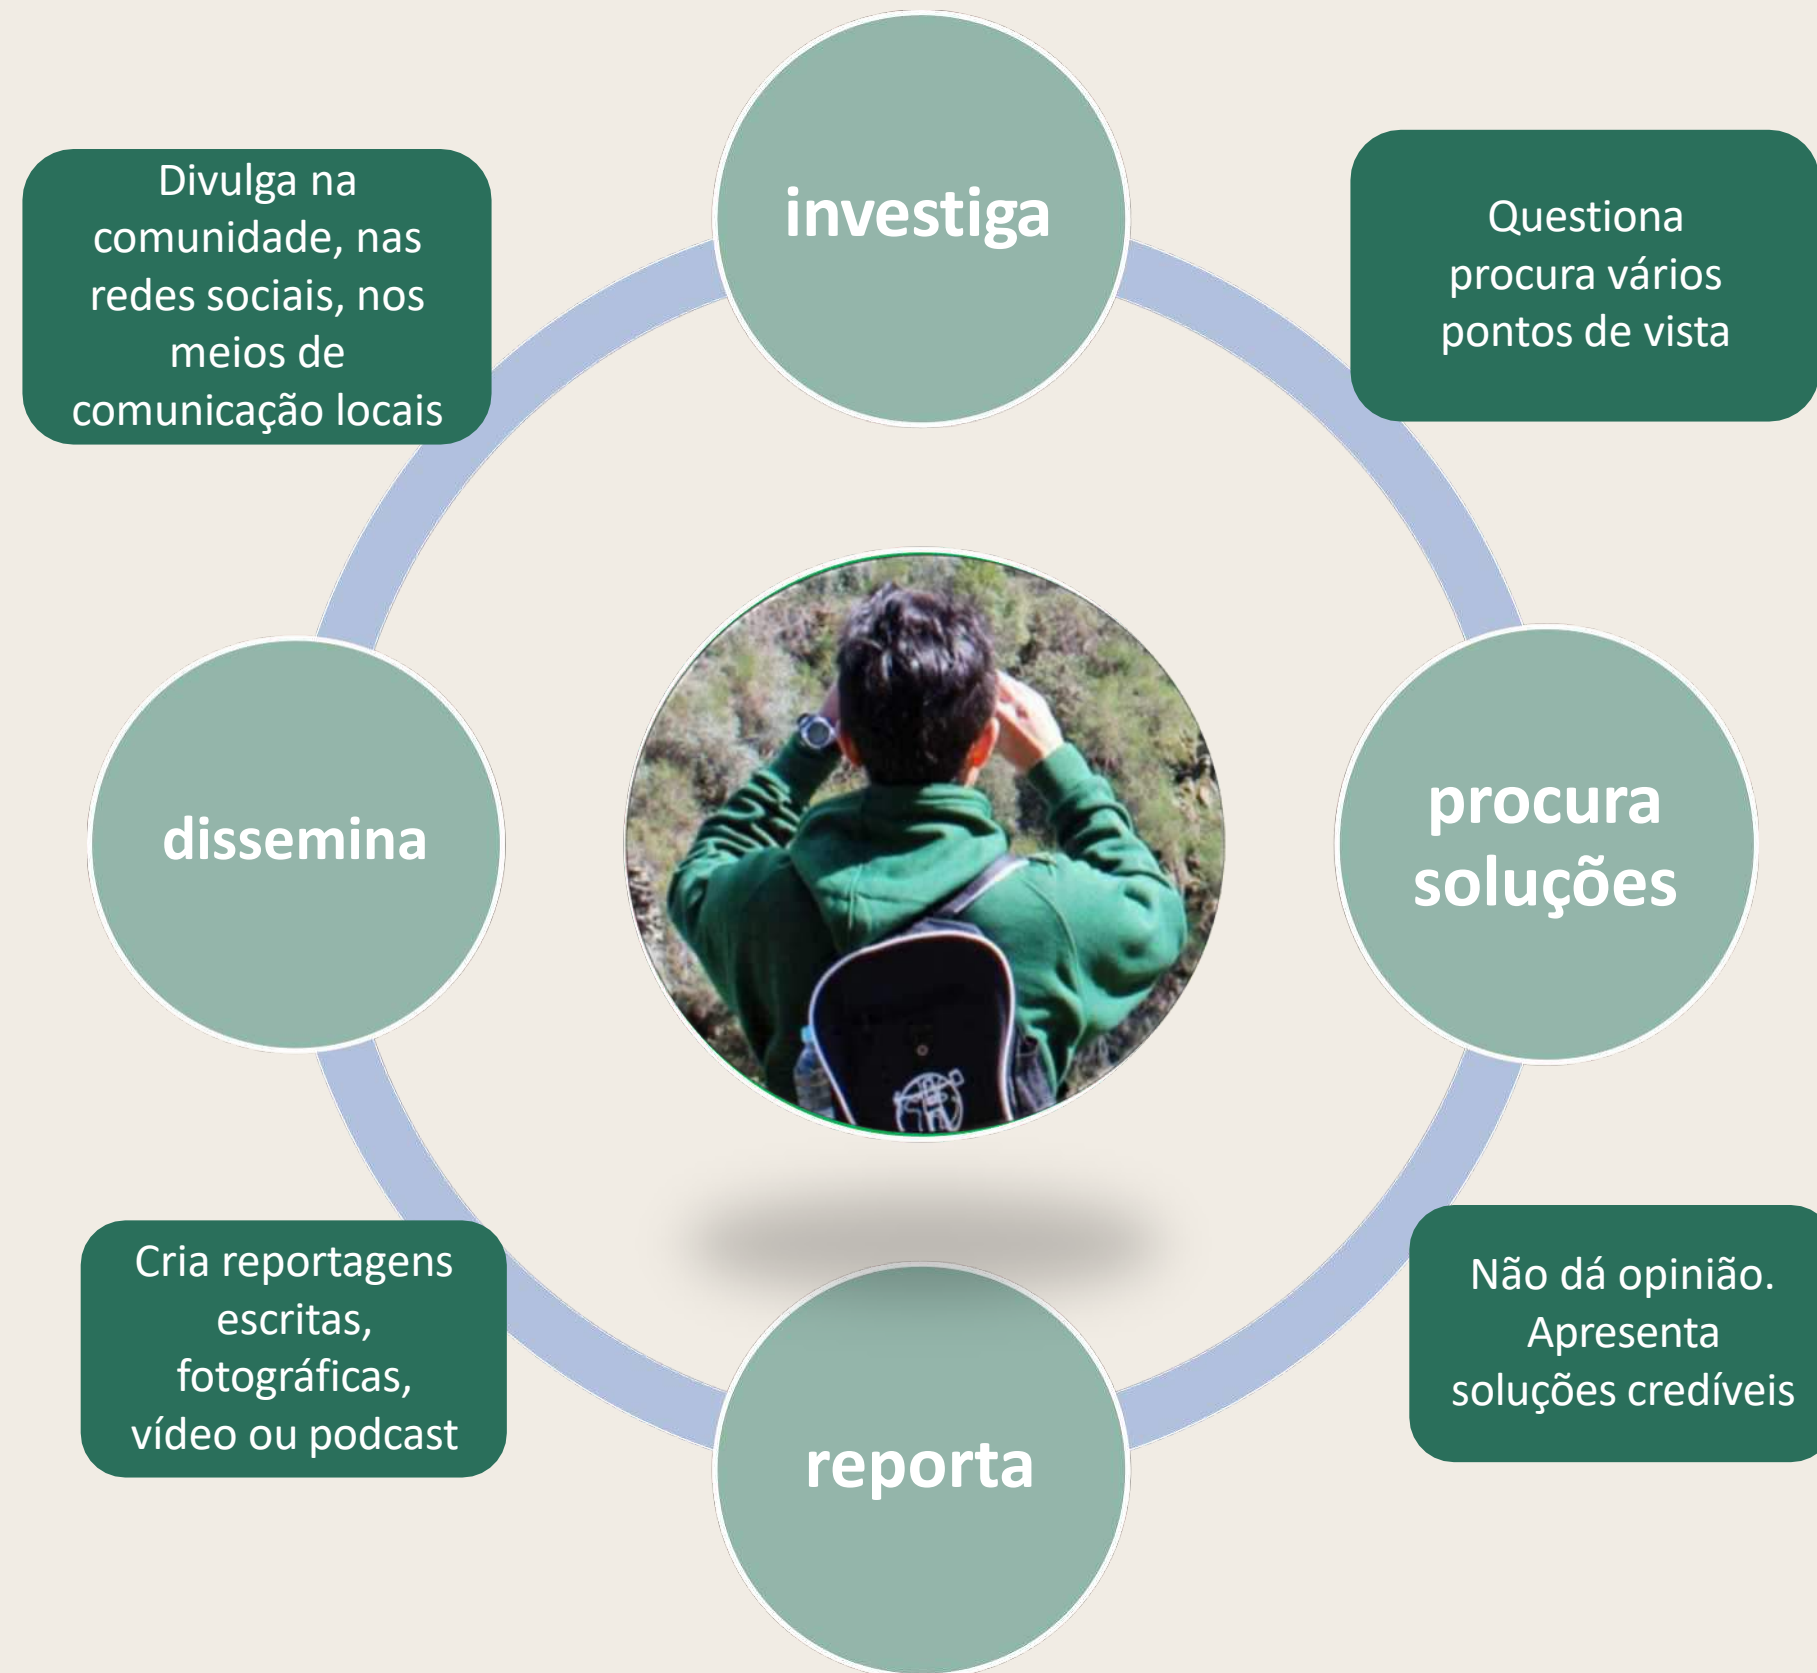 investiga
Questiona
procura vários
pontos de vista
procura
soluções
Não dá opinião.
Apresenta
soluções credíveis
reporta
Cria reportagens
escritas,
fotográficas,
vídeo ou podcast
dissemina
Divulga na
comunidade, nas
redes sociais, nos
meios de
comunicação locais